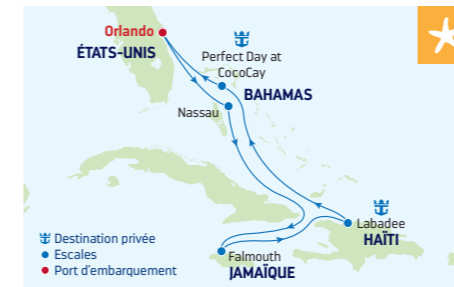 Orlando
ÉTATS-UNIS
Perfect Day at
CocoCay
BAHAMAS
Nassau
Labadee
HAÏTI
Falmouth
JAMAÏQUE
Destination privée
Escales
Port d'embarquement